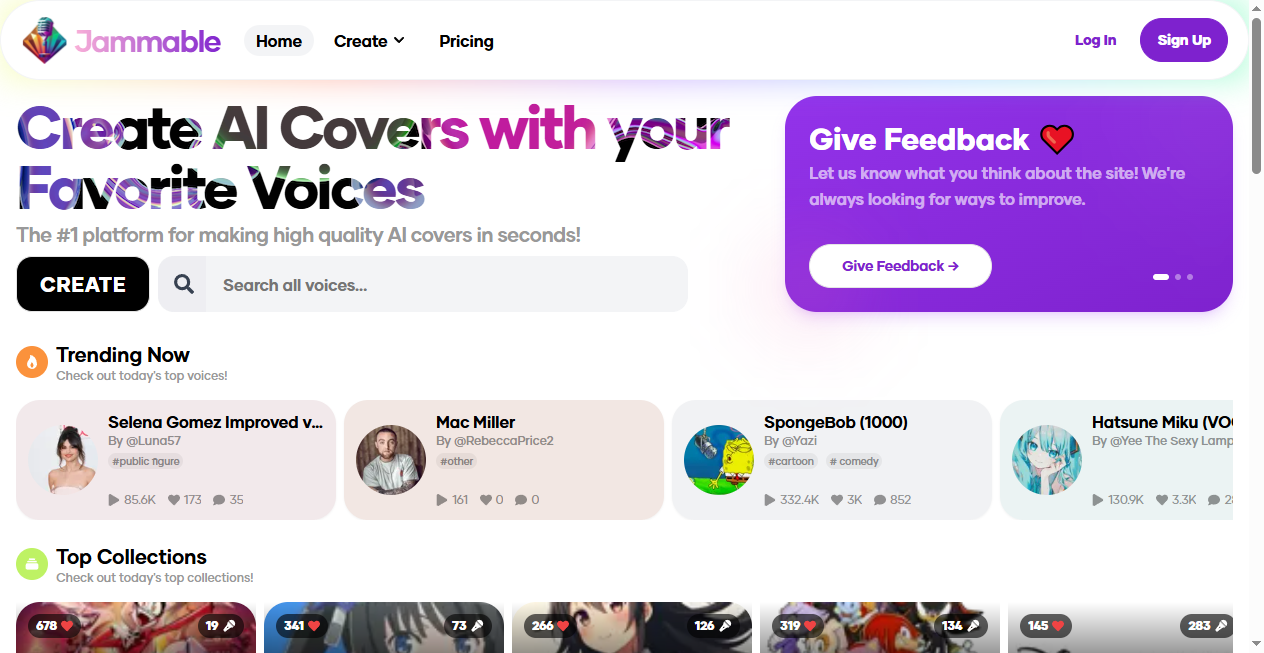 Jammable
Home
Create
Pricing
Log In
Sign Up
Create AI Covers with your
Favorite Voices
The #1 platform for making high quality AI covers in seconds!
CREATE
Search all voices...
Give Feedback
Let us know what you think about the site! We're
always looking for ways to improve.
Give Feedback →
Trending Now
Check out today's top voices!
Selena Gomez Improved v...
By @Luna57
#public figure
85.6K 173 35
Mac Miller
By @RebeccaPrice2
#other
161 0 0
SpongeBob (1000)
By @Yazi
#cartoon # comedy
332.4K 3K 852
Hatsune Miku (VO
By @Yee The Sexy Lamp
130.9K 3.3K
Top Collections
Check out today's top collections!
678 19
341 73
266 126
319 134
145 283